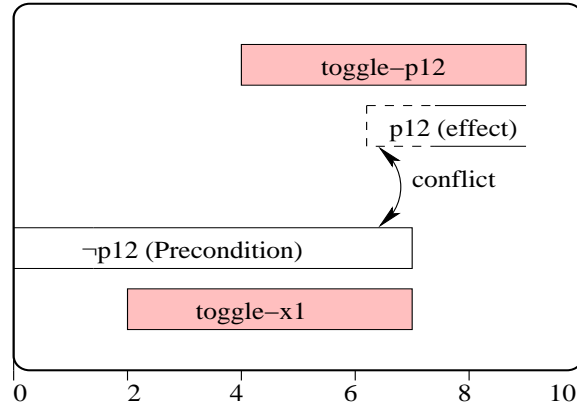 toggle–p12
p12 (effect)
conflict
¬p12 (Precondition)
toggle–x1
0 2 4 6 8 10